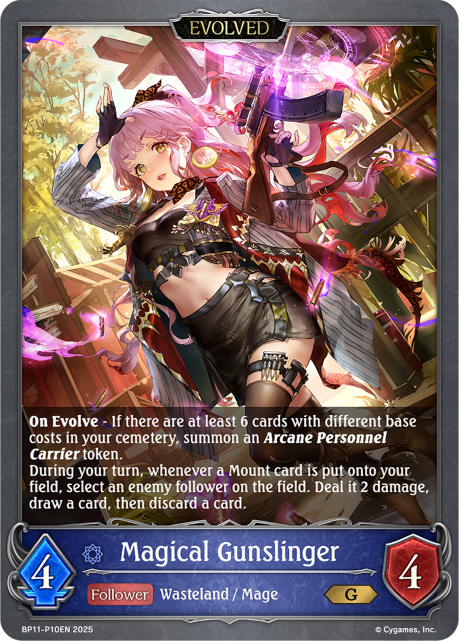 EVOLVED
On Evolve - If there are at least 6 cards with different base
costs in your cemetery, summon an Arcane Personnel
Carrier token.
During your turn, whenever a Mount card is put onto your
field, select an enemy follower on the field. Deal it 2 damage,
draw a card, then discard a card.
Magical Gunslinger
4
4
Follower Wasteland / Mage G
BP11-P10EN 2025 © Cygames, Inc.